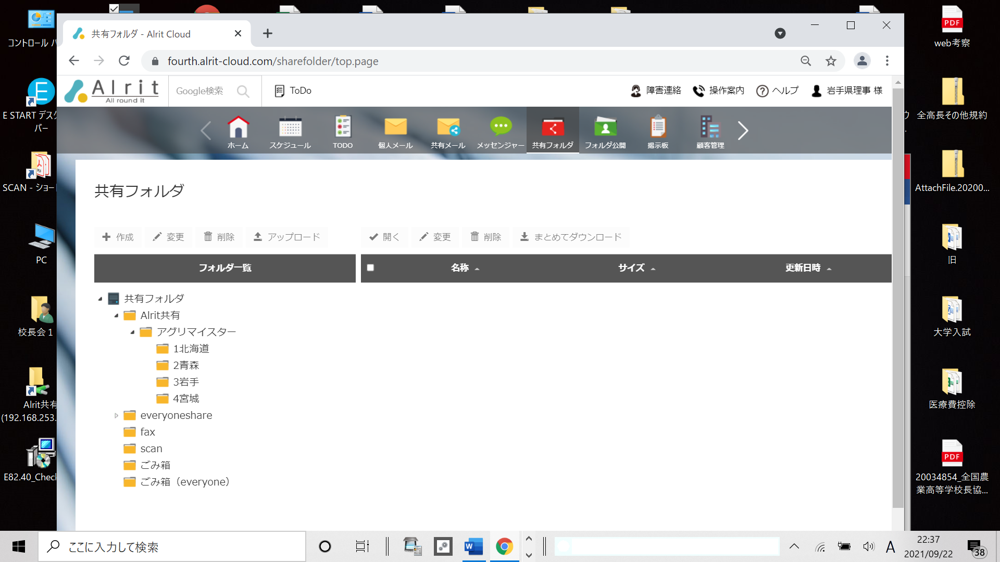 共有フォルダ - Alrit Cloud
fourth.alrit-cloud.com/sharefolder/top.page
Alrit
All round it
Google検索
ToDo
障害連絡
操作案内
ヘルプ
岩手県理事 様
ホーム
スケジュール
TODO
個人メール
共有メール
メッセンジャー
共有フォルダ
フォルダ公開
掲示板
顧客管理
共有フォルダ
作成
変更
削除
アップロード
開く
変更
削除
まとめてダウンロード
フォルダ一覧
名称
サイズ
更新日時
共有フォルダ
Alrit共有
アグリマイスター
1北海道
2青森
3岩手
4宮城
everyoneshare
fax
scan
ごみ箱
ごみ箱（everyone）
コントロール パ
E START デスク
バー
SCAN - ショート
PC
校長会１
Alrit共有
(192.168.253.
E82.40_Check
PDF
web考察
全高長その他規約
AttachFile.20200...
旧
大学入試
医療費控除
PDF
20034854_全国農
業高等学校長協...
ここに入力して検索
A
22:37
2021/09/22
38